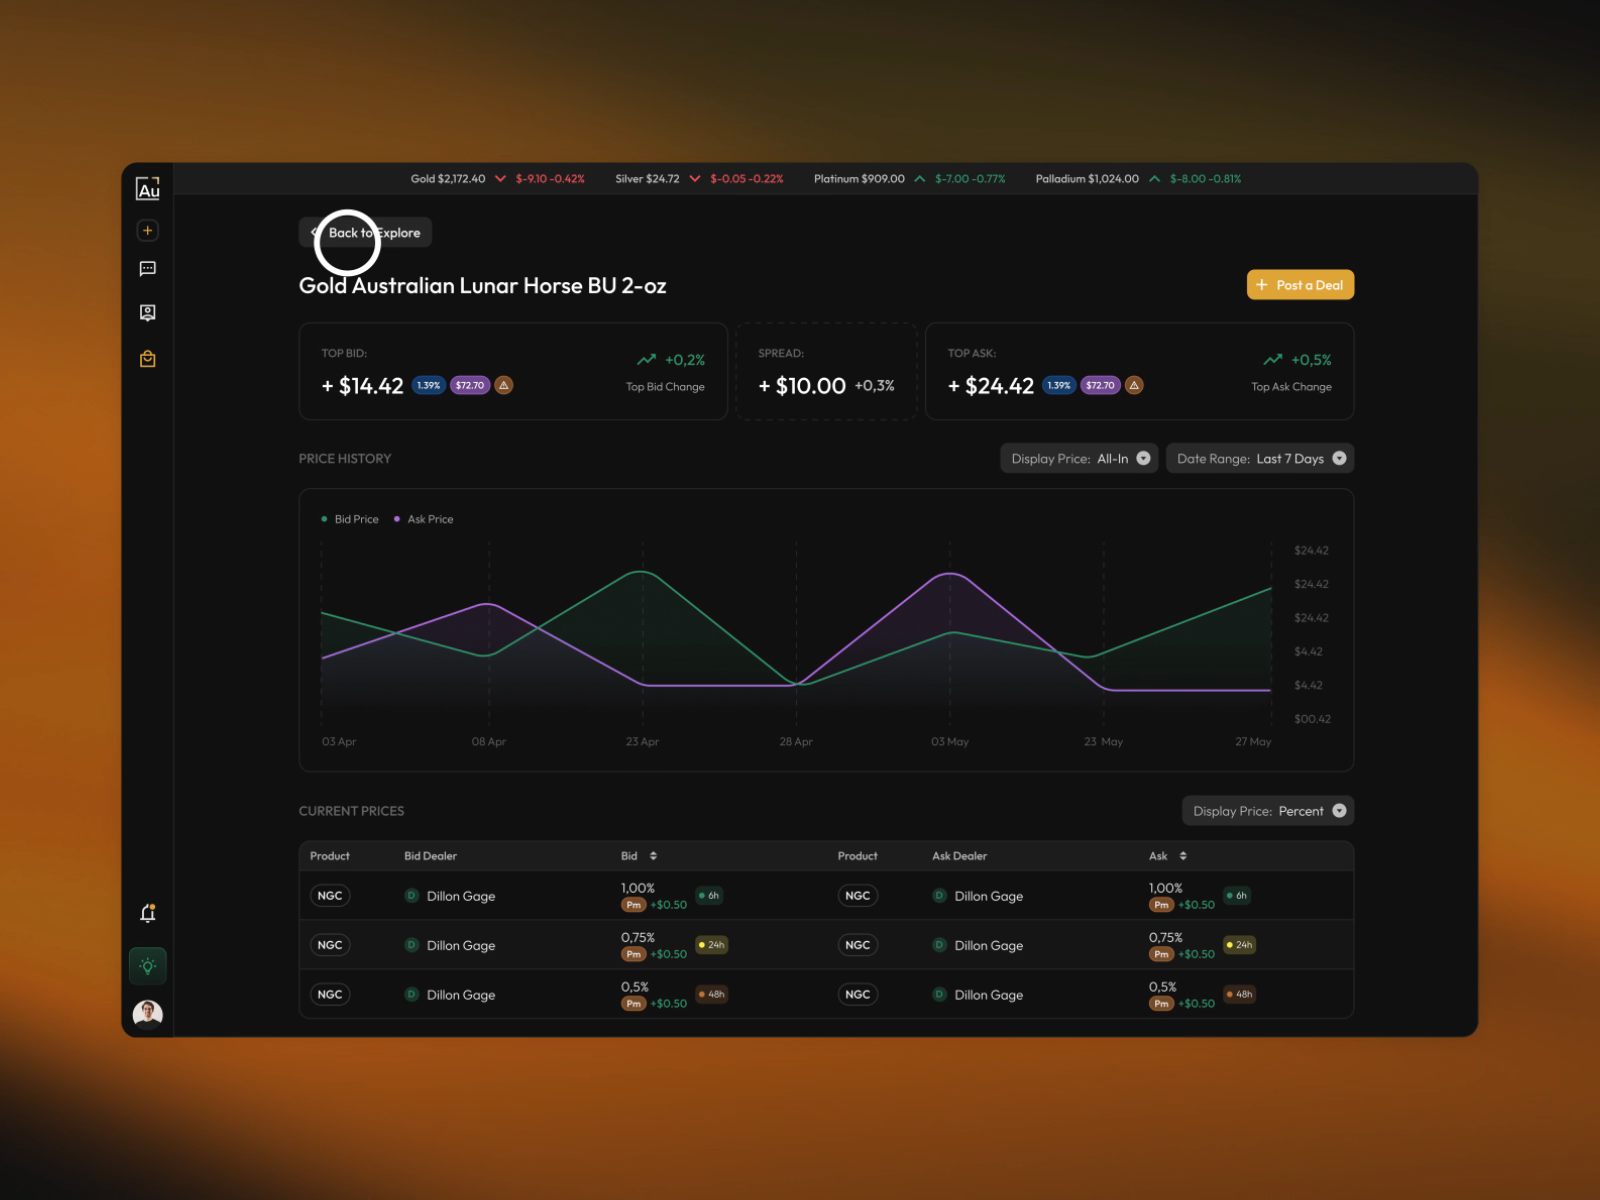 Au
Gold $2,172.40 $-9.10 -0.42% Silver $24.72 $-0.05 -0.22% Platinum $909.00 $-7.00 -0.77% Palladium $1,024.00 $-8.00 -0.81%
Back to Explore
Gold Australian Lunar Horse BU 2-oz
+ Post a Deal
TOP BID:
+ $14.42 1.39% $72.70
+0,2%
Top Bid Change
SPREAD:
+ $10.00 +0,3%
TOP ASK:
+ $24.42 1.39% $72.70
+0,5%
Top Ask Change
PRICE HISTORY
Display Price: All-In
Date Range: Last 7 Days
Bid Price Ask Price
$24.42
$24.42
$24.42
$4.42
$4.42
$00.42
03 Apr 08 Apr 23 Apr 28 Apr 03 May 23 May 27 May
CURRENT PRICES
Display Price: Percent
Product Bid Dealer Bid Product Ask Dealer Ask
NGC D Dillon Gage 1,00% Pm +$0.50 6h NGC D Dillon Gage 1,00% Pm +$0.50 6h
NGC D Dillon Gage 0,75% Pm +$0.50 24h NGC D Dillon Gage 0,75% Pm +$0.50 24h
NGC D Dillon Gage 0,5% Pm +$0.50 48h NGC D Dillon Gage 0,5% Pm +$0.50 48h